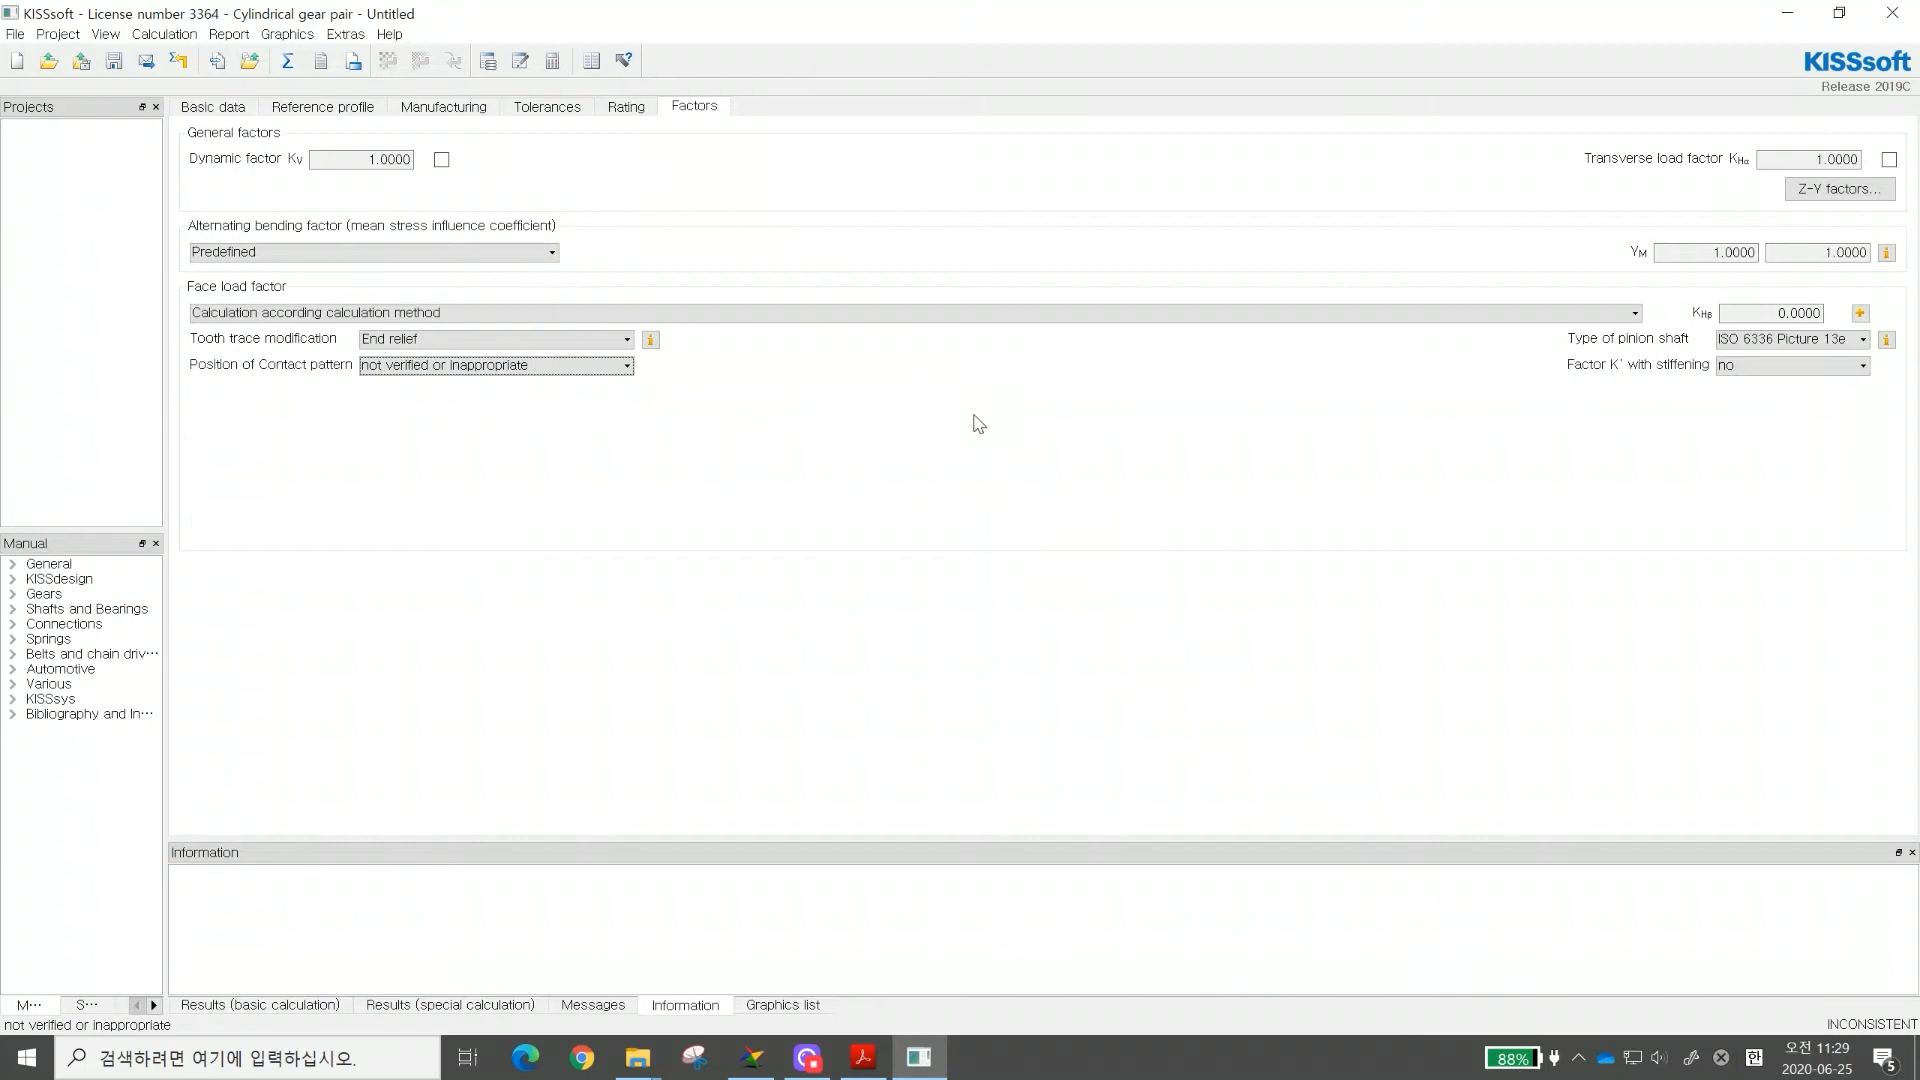 KISSsoft - License number 3364 - Cylindrical gear pair - Untitled
File Project View Calculation Report Graphics Extras Help
KISSsoft
Release 2019C
Projects
Basic data Reference profile Manufacturing Tolerances Rating Factors
General factors
Dynamic factor KV 1.0000
Transverse load factor KHα 1.0000
Z-Y factors...
Alternating bending factor (mean stress influence coefficient)
Predefined
YM 1.0000 1.0000
Face load factor
Calculation according calculation method
KHβ 0.0000
Tooth trace modification End relief
Type of pinion shaft ISO 6336 Picture 13e
Position of Contact pattern not verified or inappropriate
Factor K' with stiffening no
Manual
General
KISSdesign
Gears
Shafts and Bearings
Connections
Springs
Belts and chain driv…
Automotive
Various
KISSsys
Bibliography and In…
Information
M… S…
Results (basic calculation) Results (special calculation) Messages Information Graphics list
not verified or inappropriate
INCONSISTENT
검색하려면 여기에 입력하십시오.
88%
한
오전 11:29
2020-06-25
5